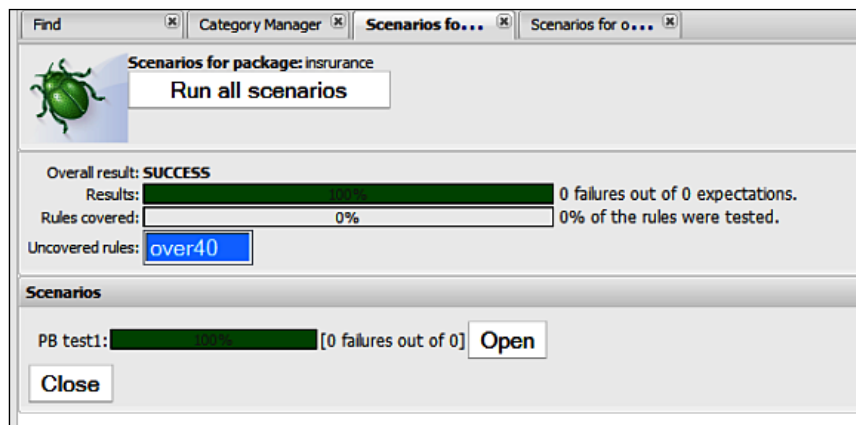 Find Category Manager Scenarios fo... Scenarios for o...
Scenarios for package: insrurance
Run all scenarios
Overall result: SUCCESS
Results: 100% 0 failures out of 0 expectations.
Rules covered: 0% 0% of the rules were tested.
Uncovered rules: over40
Scenarios
PB test1: 100% [0 failures out of 0] Open
Close